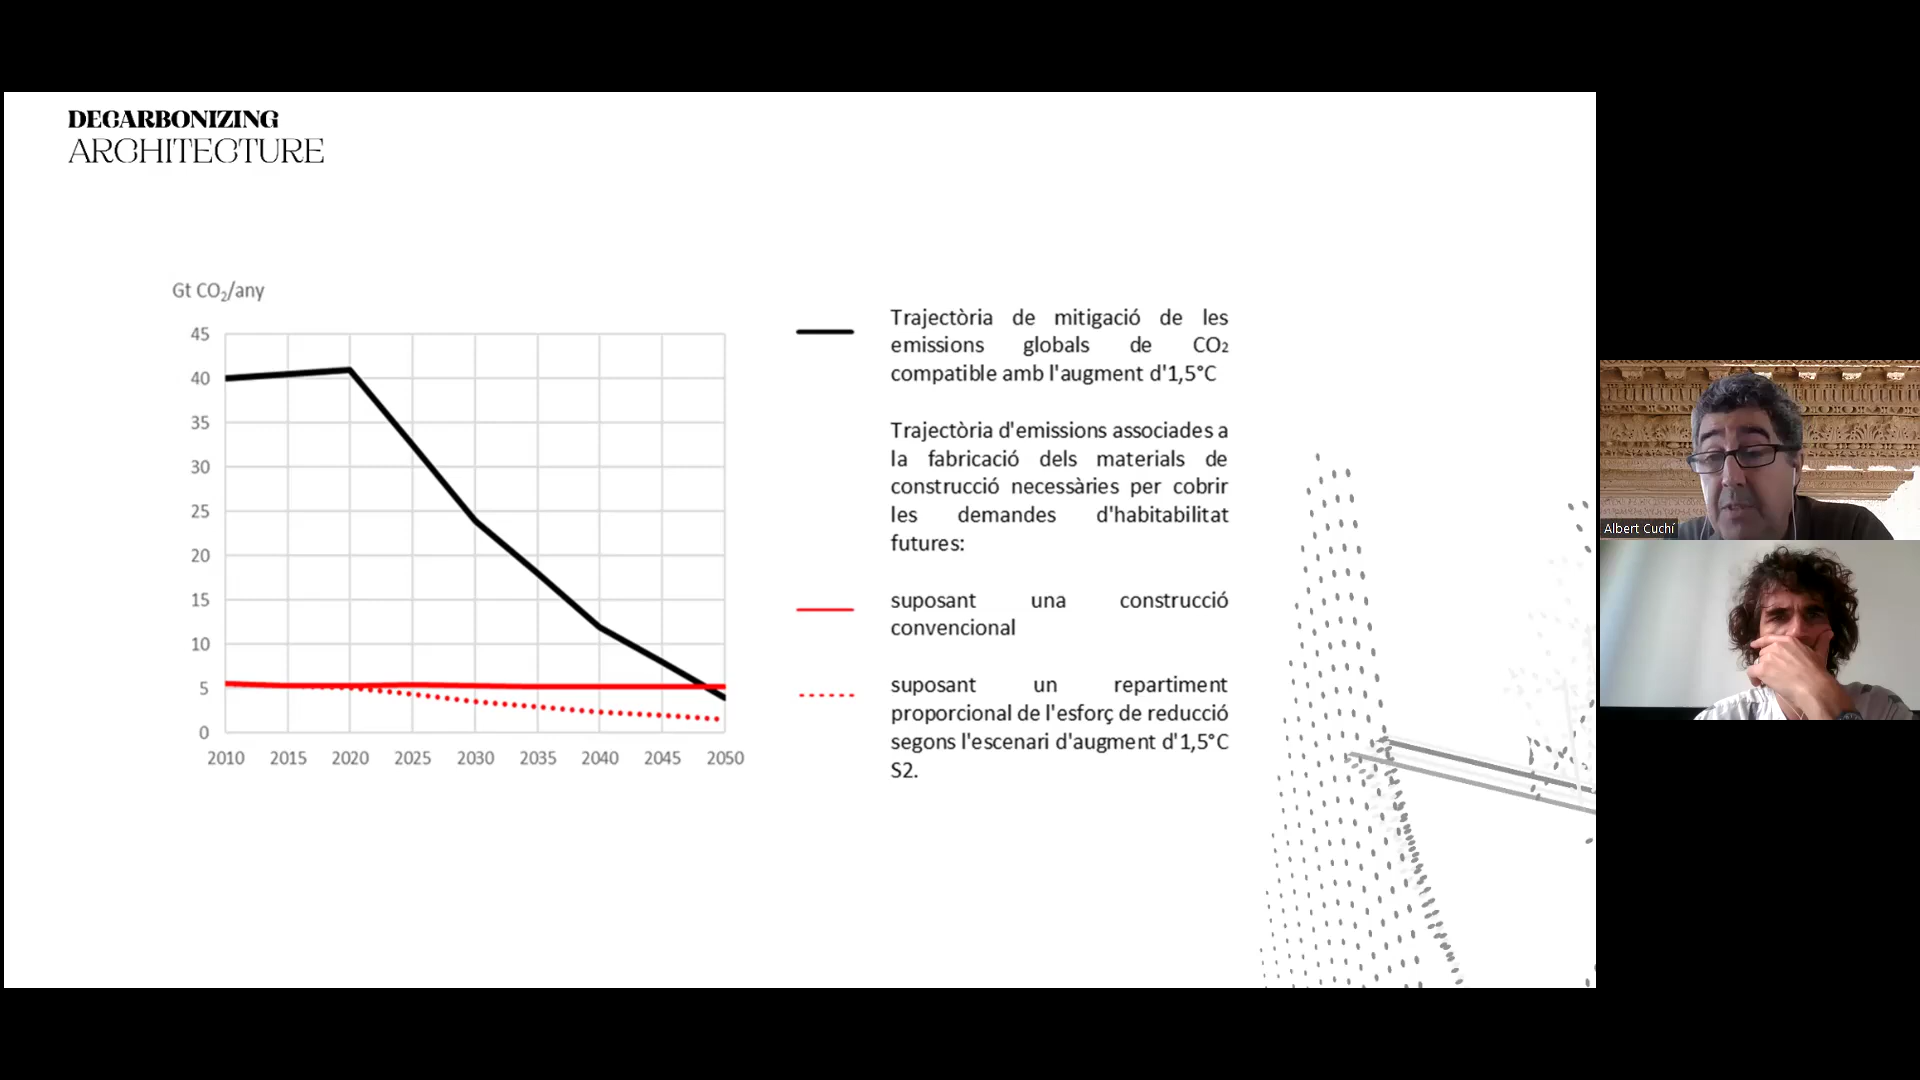 DECARBONIZING
ARCHITECTURE
Gt CO₂/any
45
40
35
30
25
20
15
10
5
0
2010 2015 2020 2025 2030 2035 2040 2045 2050
Trajectòria de mitigació de les
emissions globals de CO₂
compatible amb l'augment d'1,5°C
Trajectòria d'emissions associades a
la fabricació dels materials de
construcció necessàries per cobrir
les demandes d'habitabilitat
futures:
suposant una construcció
convencional
suposant un repartiment
proporcional de l'esforç de reducció
segons l'escenari d'augment d'1,5°C
S2.
Albert Cuchí